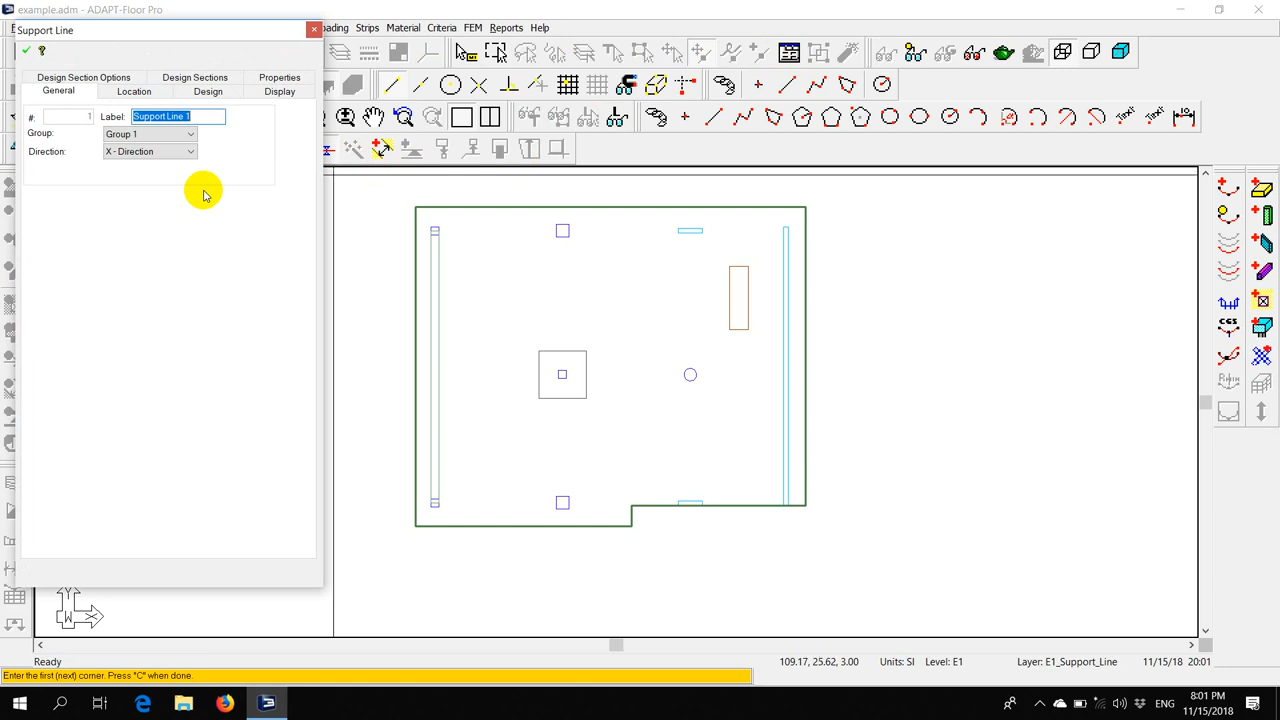 example.adm - ADAPT-Floor Pro
Support Line
Loading Strips Material Criteria FEM Reports Help
Design Section Options Design Sections Properties
General Location Design Display
#: 1 Label: Support Line 1
Group: Group 1
Direction: X - Direction
CGS
W X
Ready 109.17, 25.62, 3.00 Units: SI Level: E1 Layer: E1_Support_Line 11/15/18 20:01
Enter the first (next) corner. Press "C" when done.
ENG 8:01 PM
11/15/2018